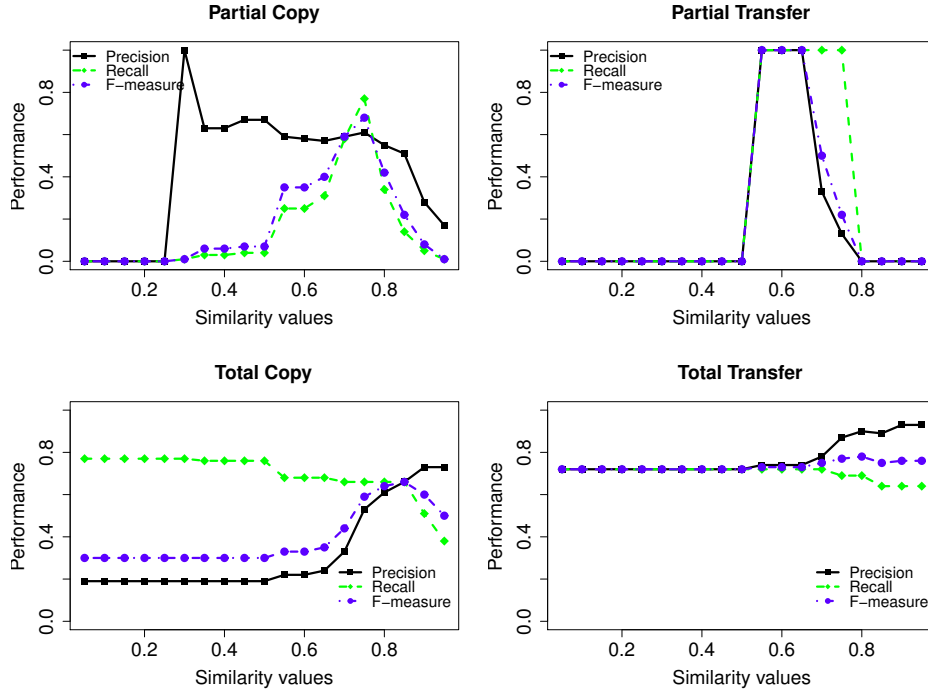 Partial Copy
Performance
0.0 0.4 0.8
Precision
Recall
F−measure
0.2 0.4 0.6 0.8
Similarity values
Partial Transfer
Performance
0.0 0.4 0.8
Precision
Recall
F−measure
0.2 0.4 0.6 0.8
Similarity values
Total Copy
Performance
0.0 0.4 0.8
Precision
Recall
F−measure
0.2 0.4 0.6 0.8
Similarity values
Total Transfer
Performance
0.0 0.4 0.8
Precision
Recall
F−measure
0.2 0.4 0.6 0.8
Similarity values